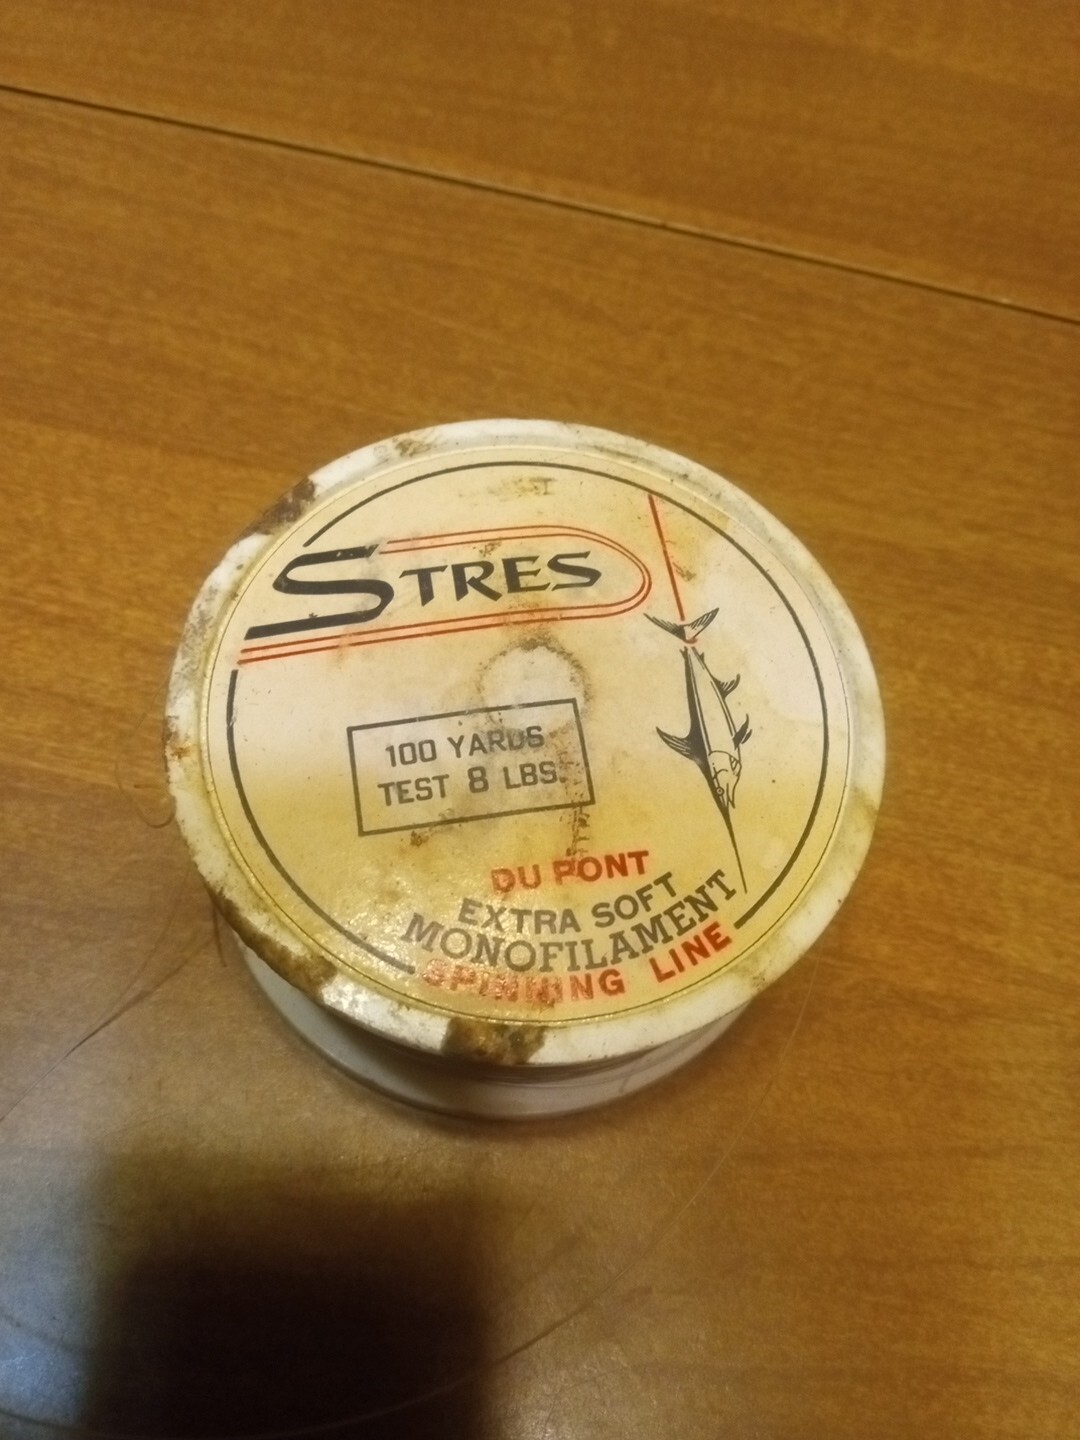 STRES
100 YARDS
TEST 8 LBS.
DU PONT
EXTRA SOFT
MONOFILAMENT
SPINNING LINE